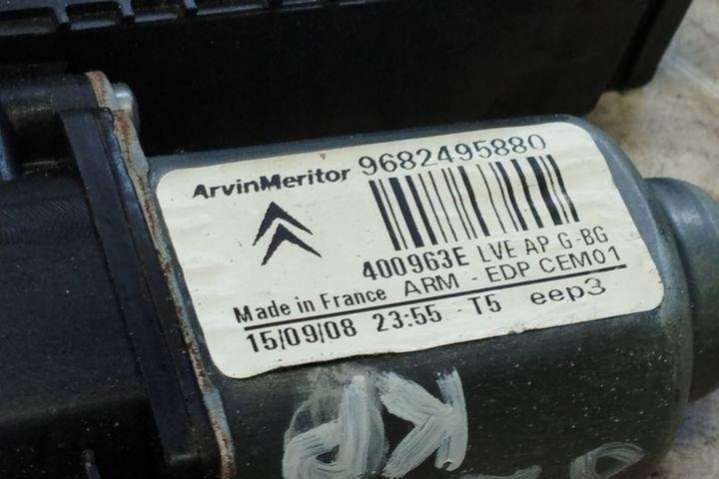 ArvinMeritor 9682495880
400963E LVE AP G-BG
Made in France ARM - EDP CEM01
15/09/08 23:55 T5 eep3